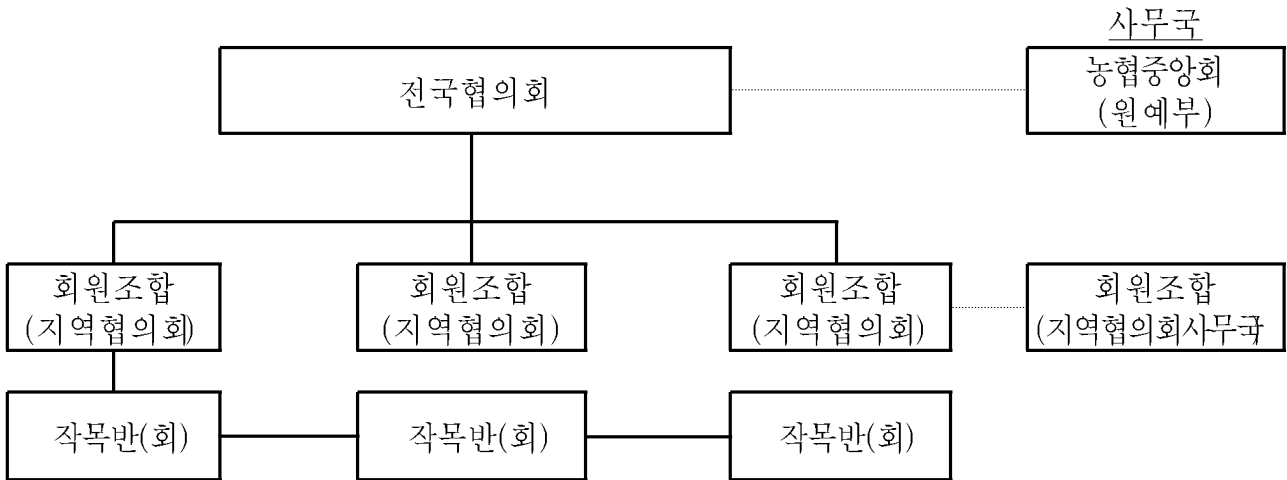 사무국
전국협의회
농협중앙회
(원예부)
회원조합
(지역협의회)
회원조합
(지역협의회)
회원조합
(지역협의회)
회원조합
(지역협의회사무국
작목반(회)
작목반(회)
작목반(회)